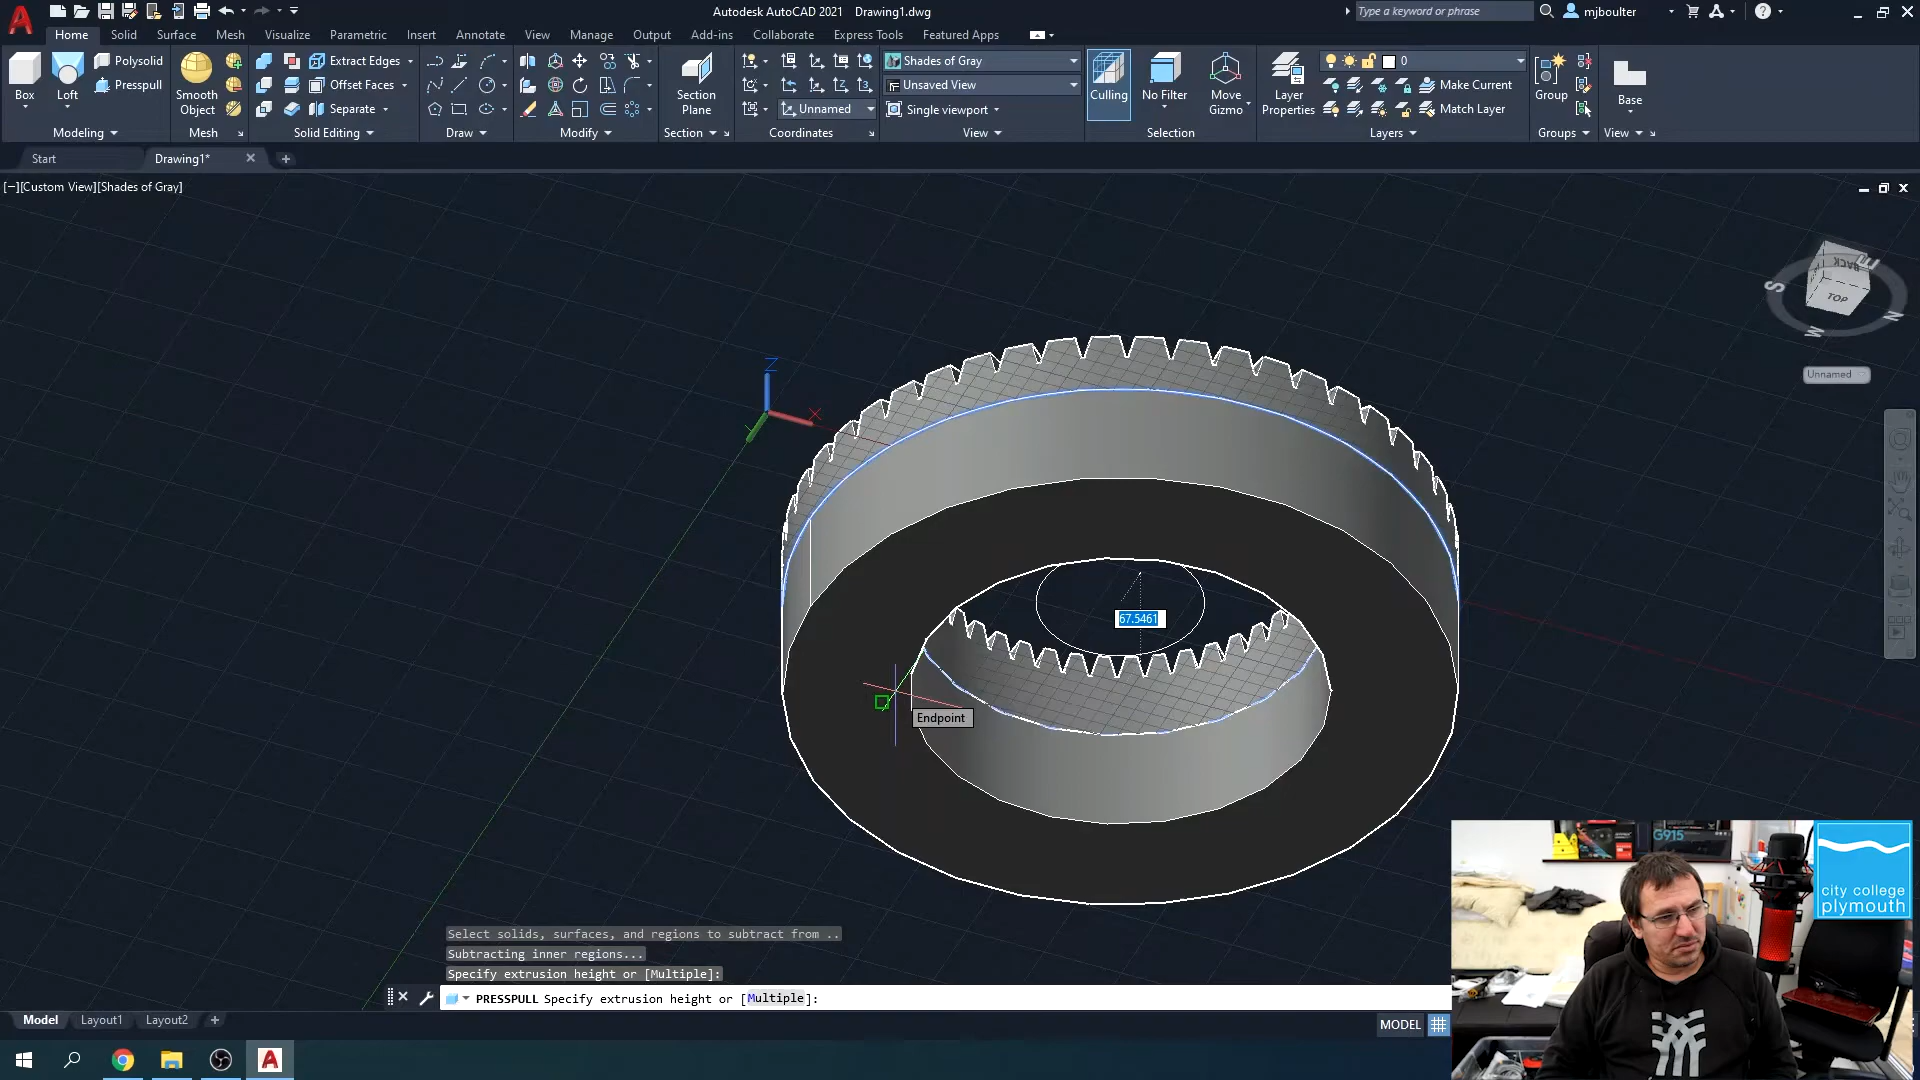 Autodesk AutoCAD 2021 Drawing1.dwg
Type a keyword or phrase
mjboulter
Home Solid Surface Mesh Visualize Parametric Insert Annotate View Manage Output Add-ins Collaborate Express Tools Featured Apps
Box Loft Polysolid Presspull
Modeling
Smooth Object
Mesh
Extract Edges
Offset Faces
Separate
Solid Editing
Draw
Modify
Section Plane
Section
Unnamed
Coordinates
Shades of Gray
Unsaved View
Single viewport
View
Culling
No Filter
Move Gizmo
Selection
Layer Properties
0
Make Current
Match Layer
Layers
Group
Groups
Base
View
Start
Drawing1*
[−][Custom View][Shades of Gray]
BACK
TOP
E
S
N
M
Unnamed
Z
X
67.5461
Endpoint
Select solids, surfaces, and regions to subtract from ..
Subtracting inner regions...
Specify extrusion height or [Multiple]:
PRESSPULL Specify extrusion height or [Multiple]:
Model Layout1 Layout2
MODEL
G915
city college
plymouth